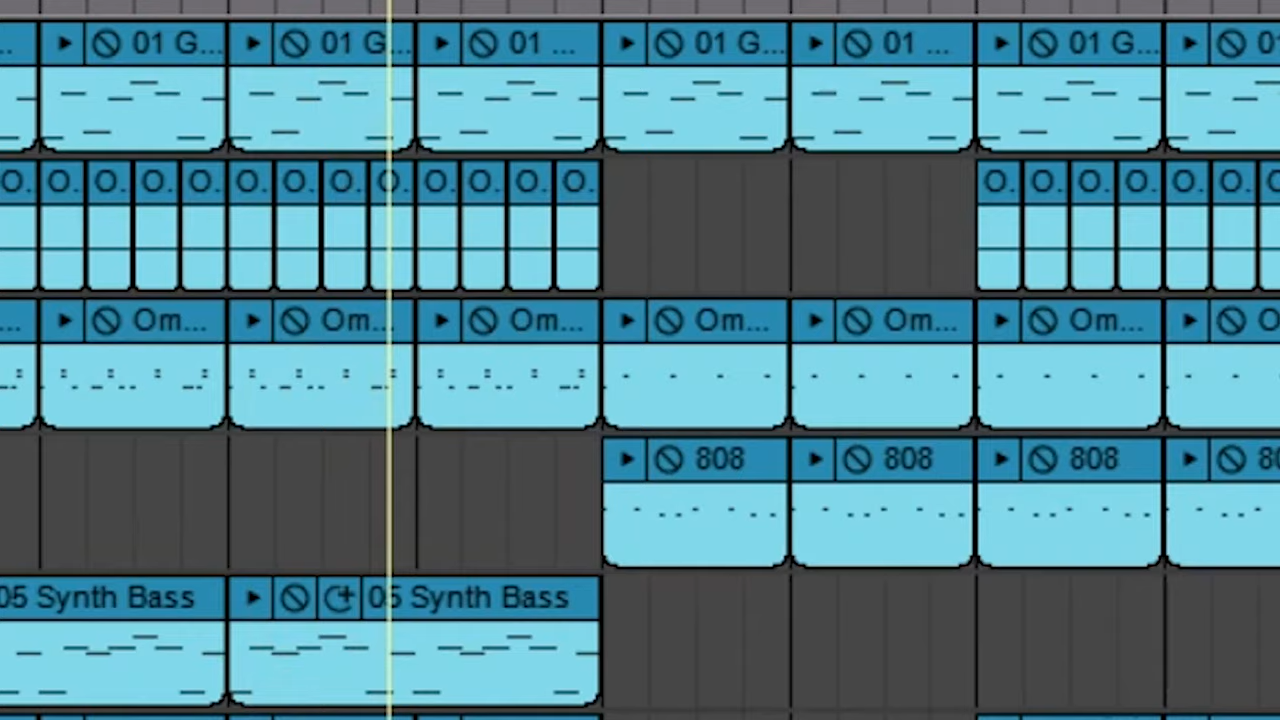 ... 01 G... 01 G... 01 ... 01 G... 01 ... 01 G...
O. O. O. O. O. O. O. O. O. O. O. O. O. O. O. O. O. O. O.
... Om... Om... Om... Om... Om... Om...
808 808 808
05 Synth Bass 05 Synth Bass